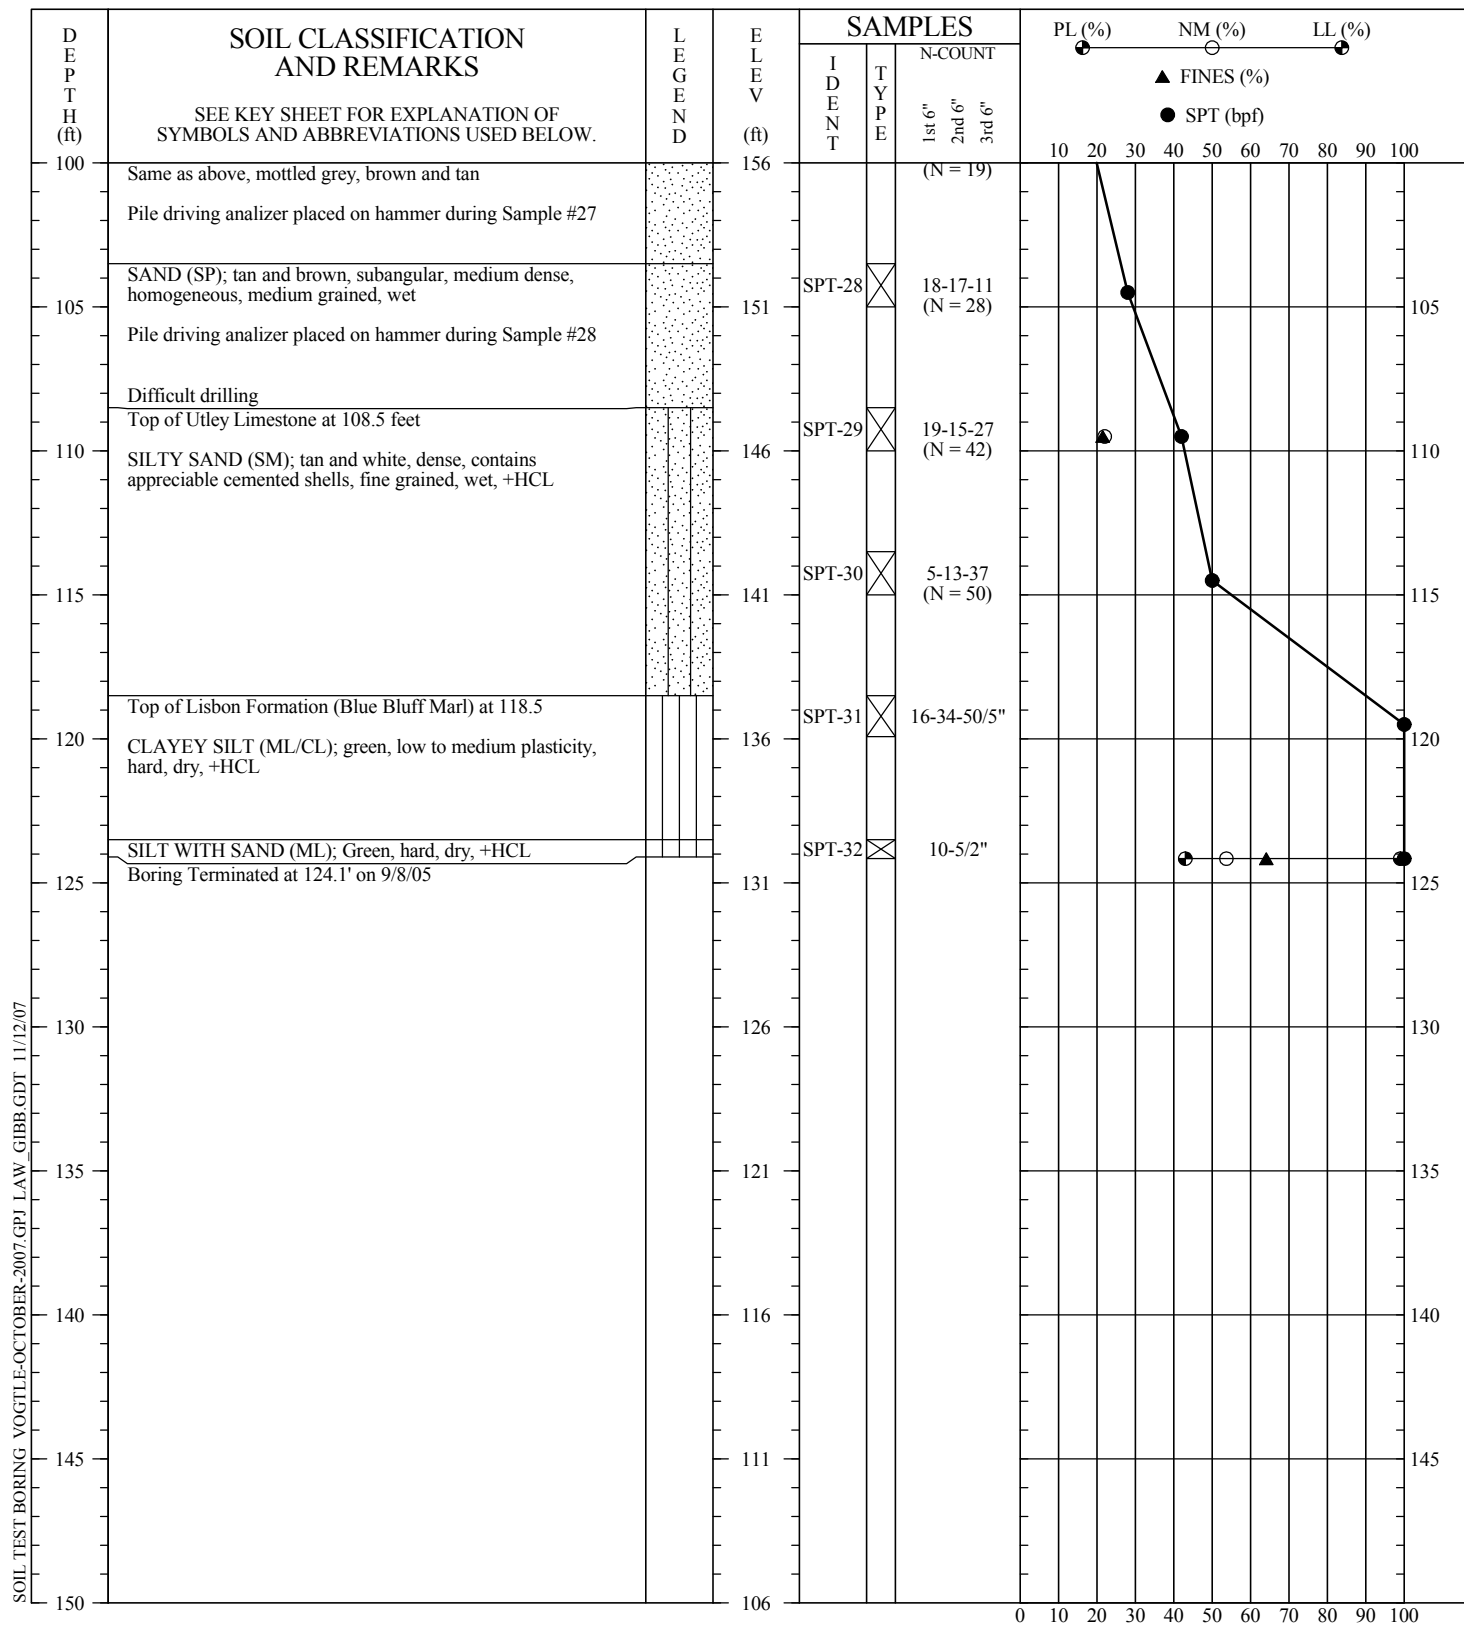 DEPTH (ft)
SOIL CLASSIFICATION
AND REMARKS
SEE KEY SHEET FOR EXPLANATION OF
SYMBOLS AND ABBREVIATIONS USED BELOW.
LEGEND
ELEV (ft)
SAMPLES
IDENT
TYPE
N-COUNT
1st 6"
2nd 6"
3rd 6"
PL (%) NM (%) LL (%)
▲ FINES (%)
● SPT (bpf)
10 20 30 40 50 60 70 80 90 100
100 156
Same as above, mottled grey, brown and tan
(N = 19)
Pile driving analizer placed on hammer during Sample #27
SAND (SP); tan and brown, subangular, medium dense,
homogeneous, medium grained, wet
SPT-28 18-17-11
(N = 28)
105 151 105
Pile driving analizer placed on hammer during Sample #28
Difficult drilling
Top of Utley Limestone at 108.5 feet
SPT-29 19-15-27
(N = 42)
110 146 110
SILTY SAND (SM); tan and white, dense, contains
appreciable cemented shells, fine grained, wet, +HCL
SPT-30 5-13-37
(N = 50)
115 141 115
Top of Lisbon Formation (Blue Bluff Marl) at 118.5
SPT-31 16-34-50/5"
120 136 120
CLAYEY SILT (ML/CL); green, low to medium plasticity,
hard, dry, +HCL
SILT WITH SAND (ML); Green, hard, dry, +HCL
SPT-32 10-5/2"
Boring Terminated at 124.1' on 9/8/05
125 131 125
130 126 130
135 121 135
140 116 140
145 111 145
150 106
0 10 20 30 40 50 60 70 80 90 100
SOIL TEST BORING VOGTLE-OCTOBER-2007.GPJ LAW_GIBB.GDT 11/12/07